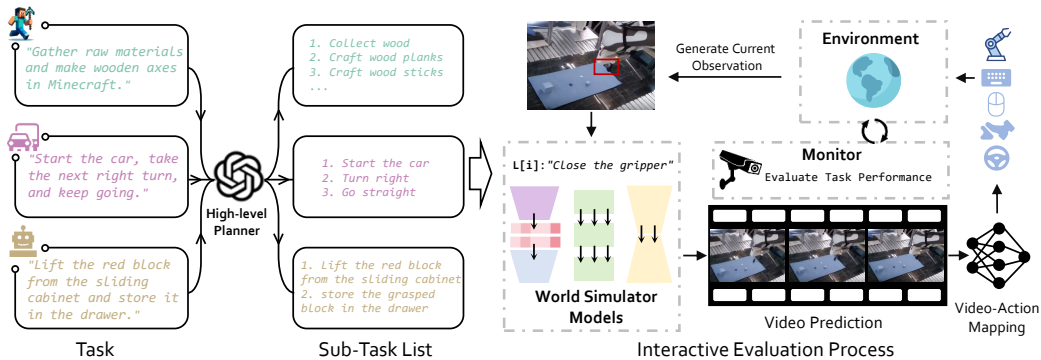 "Gather raw materials
and make wooden axes
in Minecraft."
"Start the car, take
the next right turn,
and keep going."
"Lift the red block
from the sliding
cabinet and store it
in the drawer."
Task
High-level
Planner
1. Collect wood
2. Craft wood planks
3. Craft wood sticks
...
1. Start the car
2. Turn right
3. Go straight
1. Lift the red block
from the sliding cabinet
2. store the grasped
block in the drawer
Sub-Task List
Generate Current
Observation
Environment
L[i]:"Close the gripper"
World Simulator
Models
Monitor
Evaluate Task Performance
Video Prediction
Video-Action
Mapping
Interactive Evaluation Process